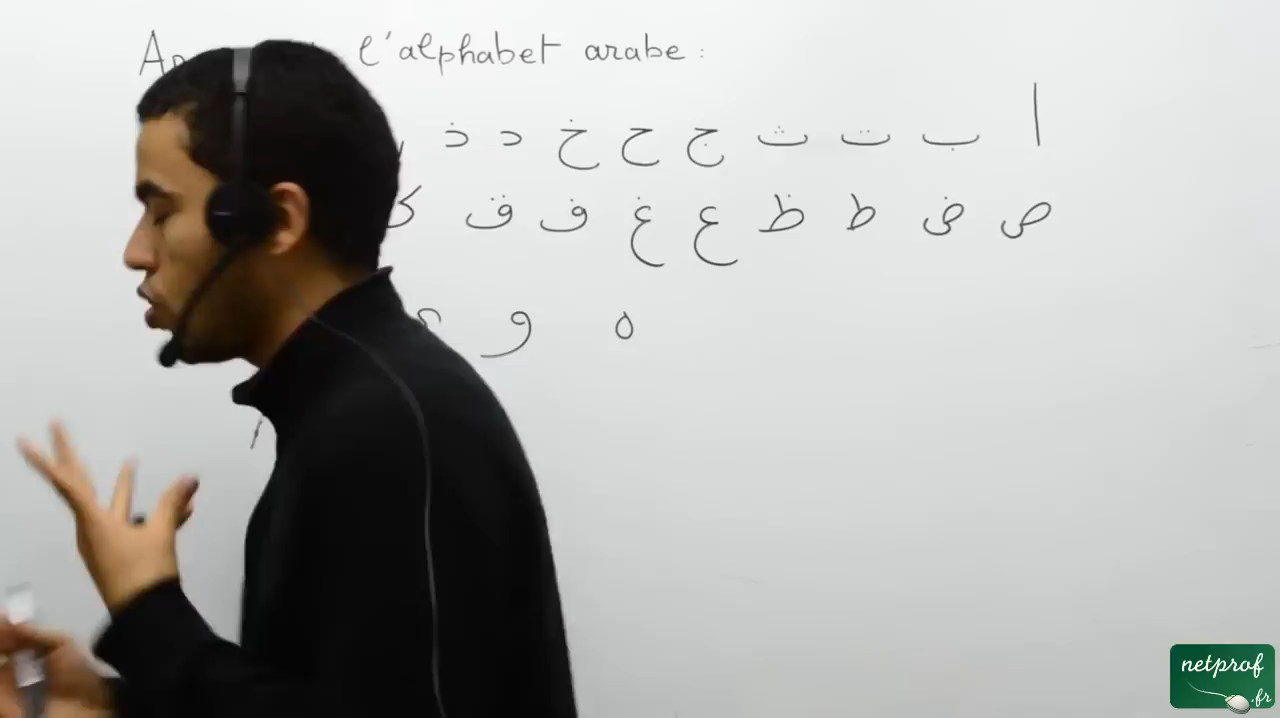 l'alphabet arabe :
ا ب ت ث ج ح خ د ذ
ص ض ط ظ ع غ ف ق ک
ه و
netprof
.fr